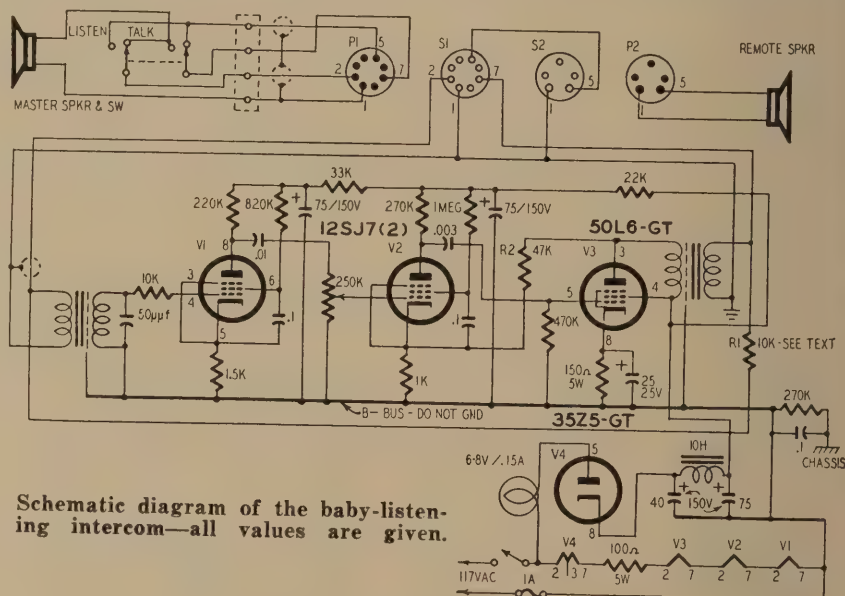 LISTEN TALK
P1
S1
S2
P2
REMOTE SPKR
5
2 7
1
2 7
1
5
1
5
1
MASTER SPKR & SW
33K
22K
220K
820K
+
75/150V
270K
1MEG
+
75/150V
12SJ7(2)
50L6-GT
V1
8
.01
V2
.003
R2
47K
V3
3
10K
3
4
6
250K
5
4
50μμf
5
.1
.1
470K
8
R1
10K-SEE TEXT
1.5K
1K
150Ω
5W
+
25
25V
270K
B- BUS - DO NOT GND
35Z5-GT
.1
CHASSIS
6-8V/.15A
V4
5
8
10H
40
+
150V
+
75
Schematic diagram of the baby-listen-
ing intercom—all values are given.
117VAC
1A
V4
2 3 7
100Ω
5W
V3
2 7
V2
2 7
V1
2 7